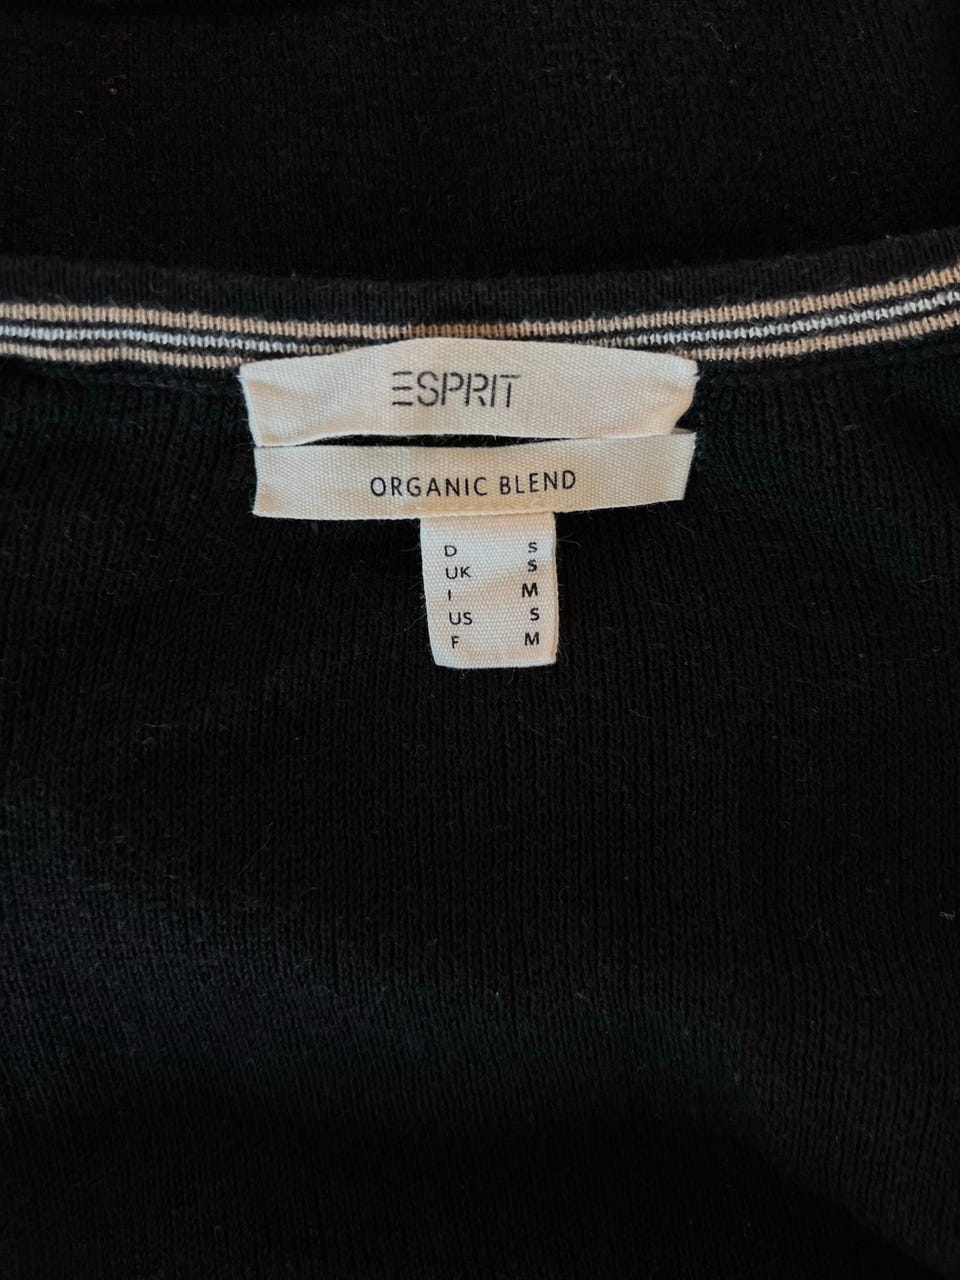 ESPRIT
ORGANIC BLEND
D S
UK S
I M
US S
F M